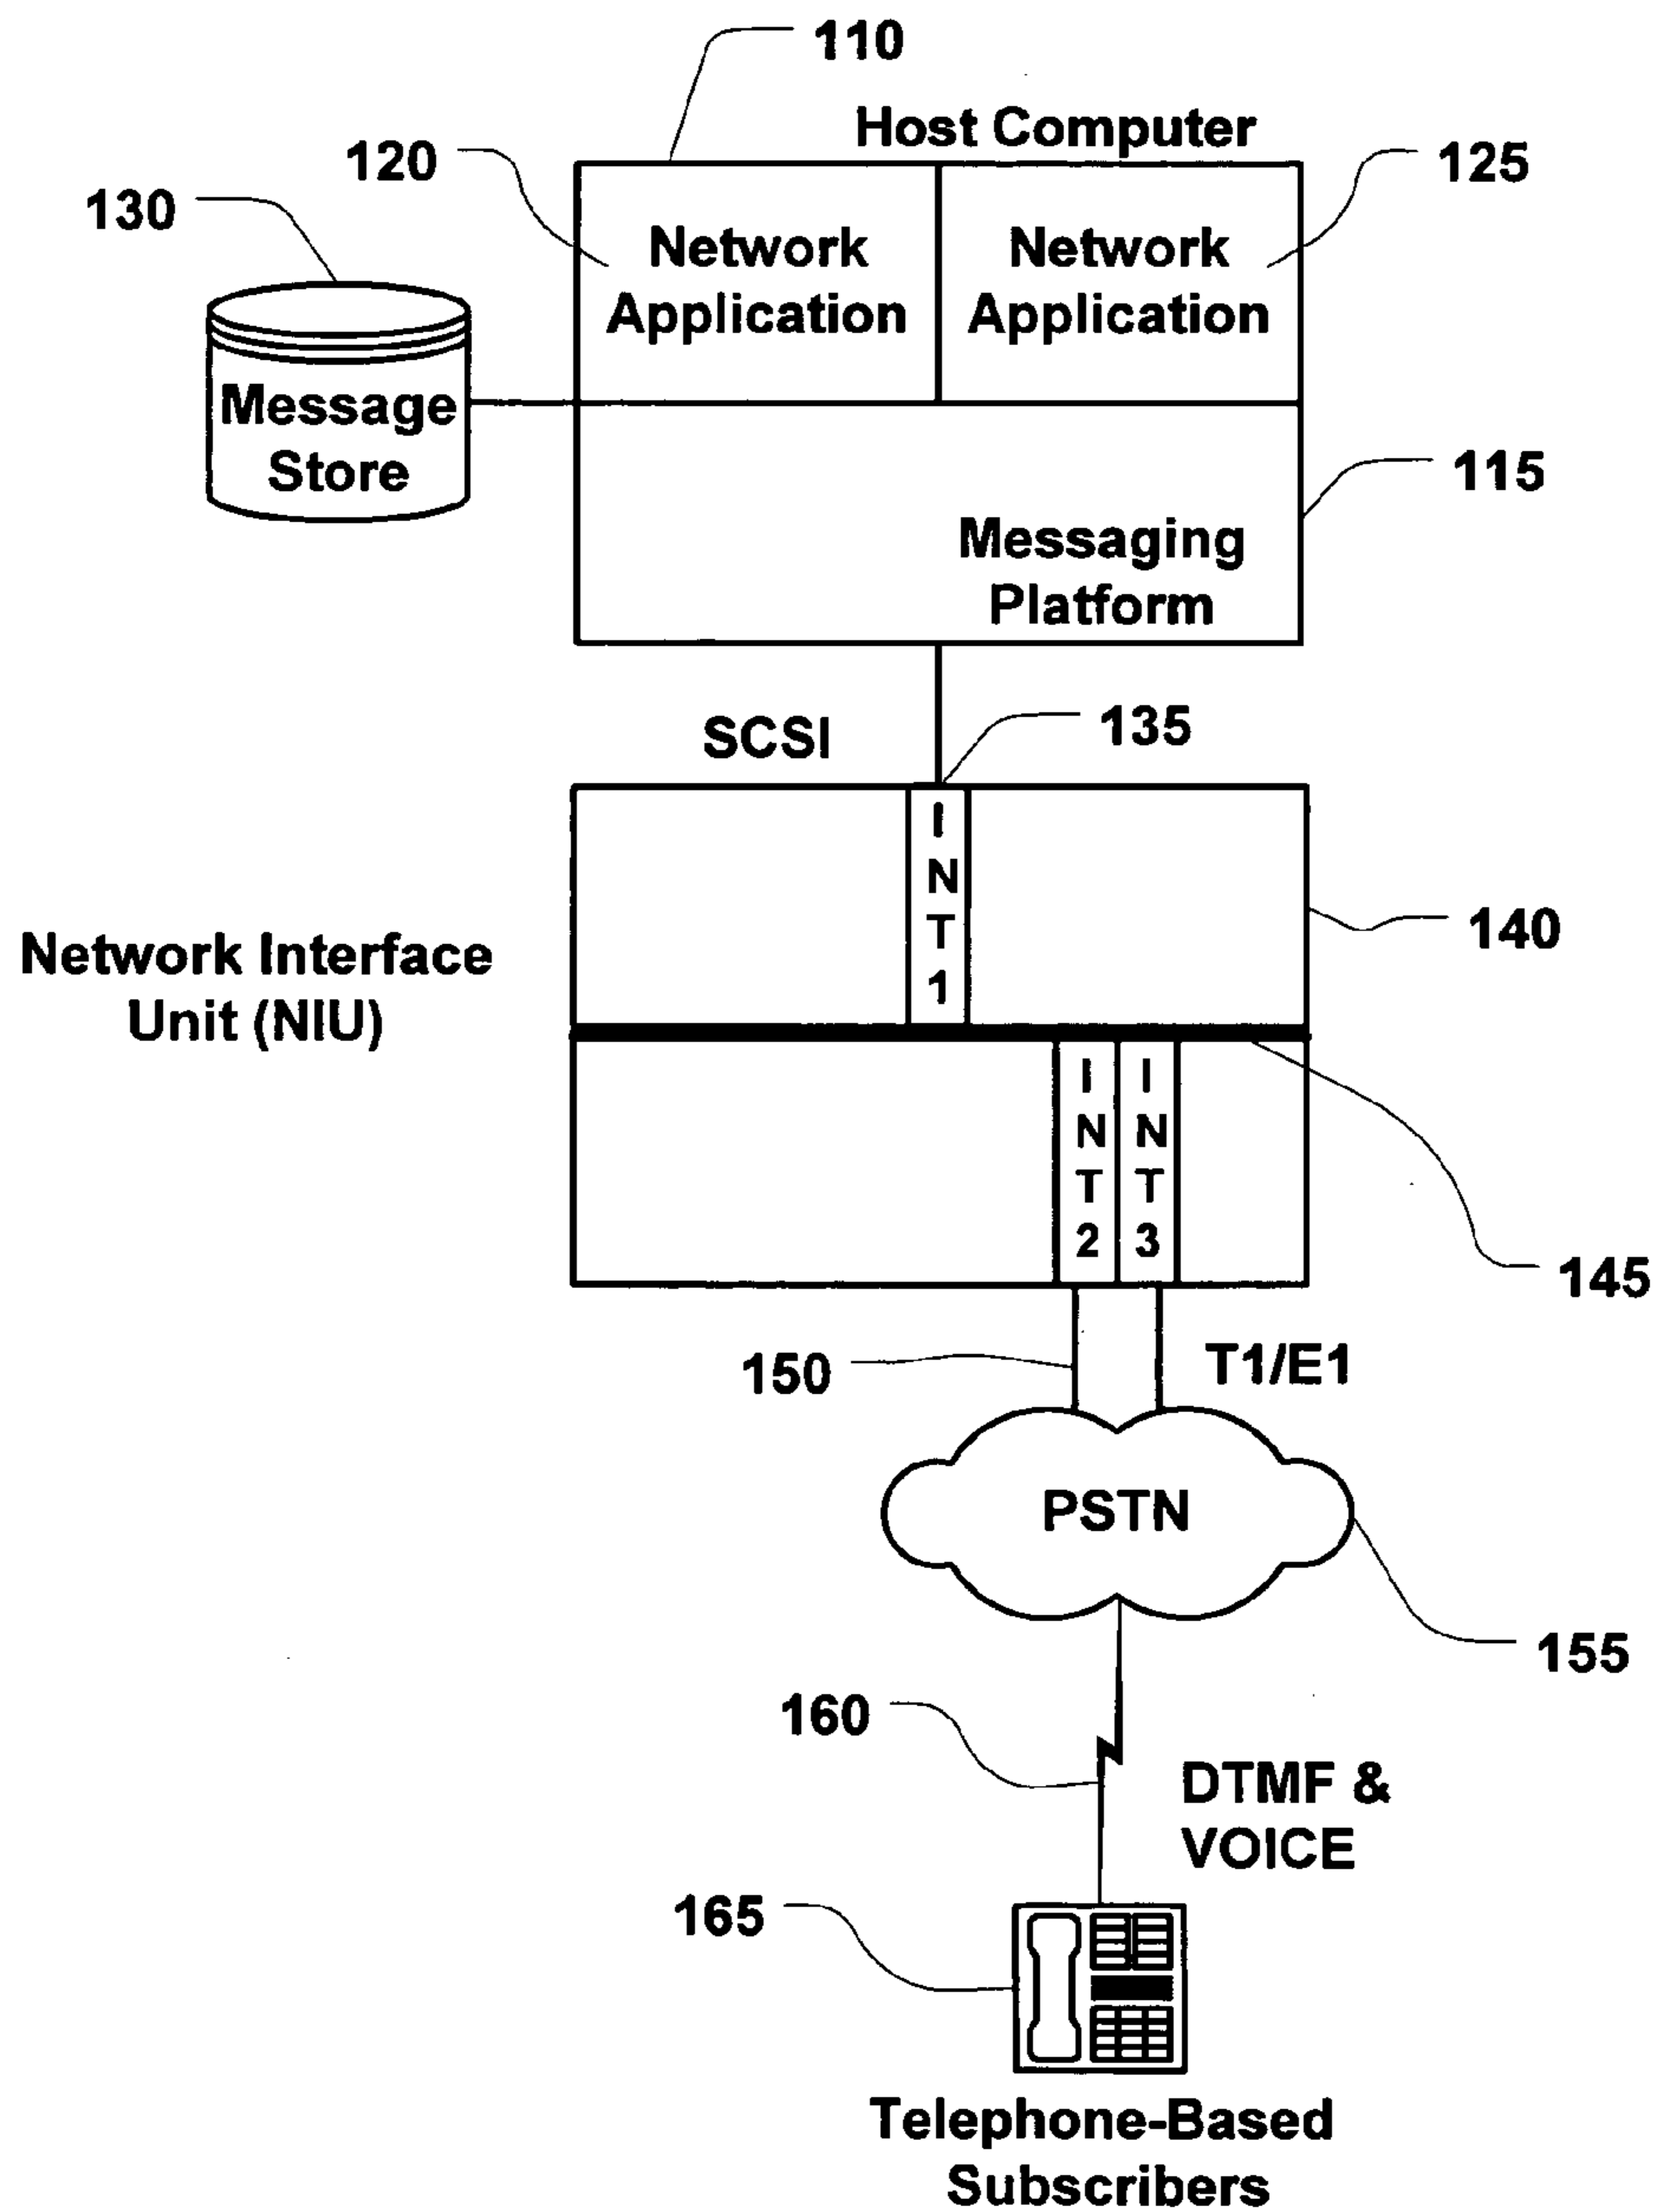 110
Host Computer
120
125
130
Network
Application
Network
Application
Message
Store
115
Messaging
Platform
SCSI
135
I
N
T
1
140
Network Interface
Unit (NIU)
I
N
T
2
I
N
T
3
145
150
T1/E1
PSTN
155
160
DTMF &
VOICE
165
Telephone-Based
Subscribers